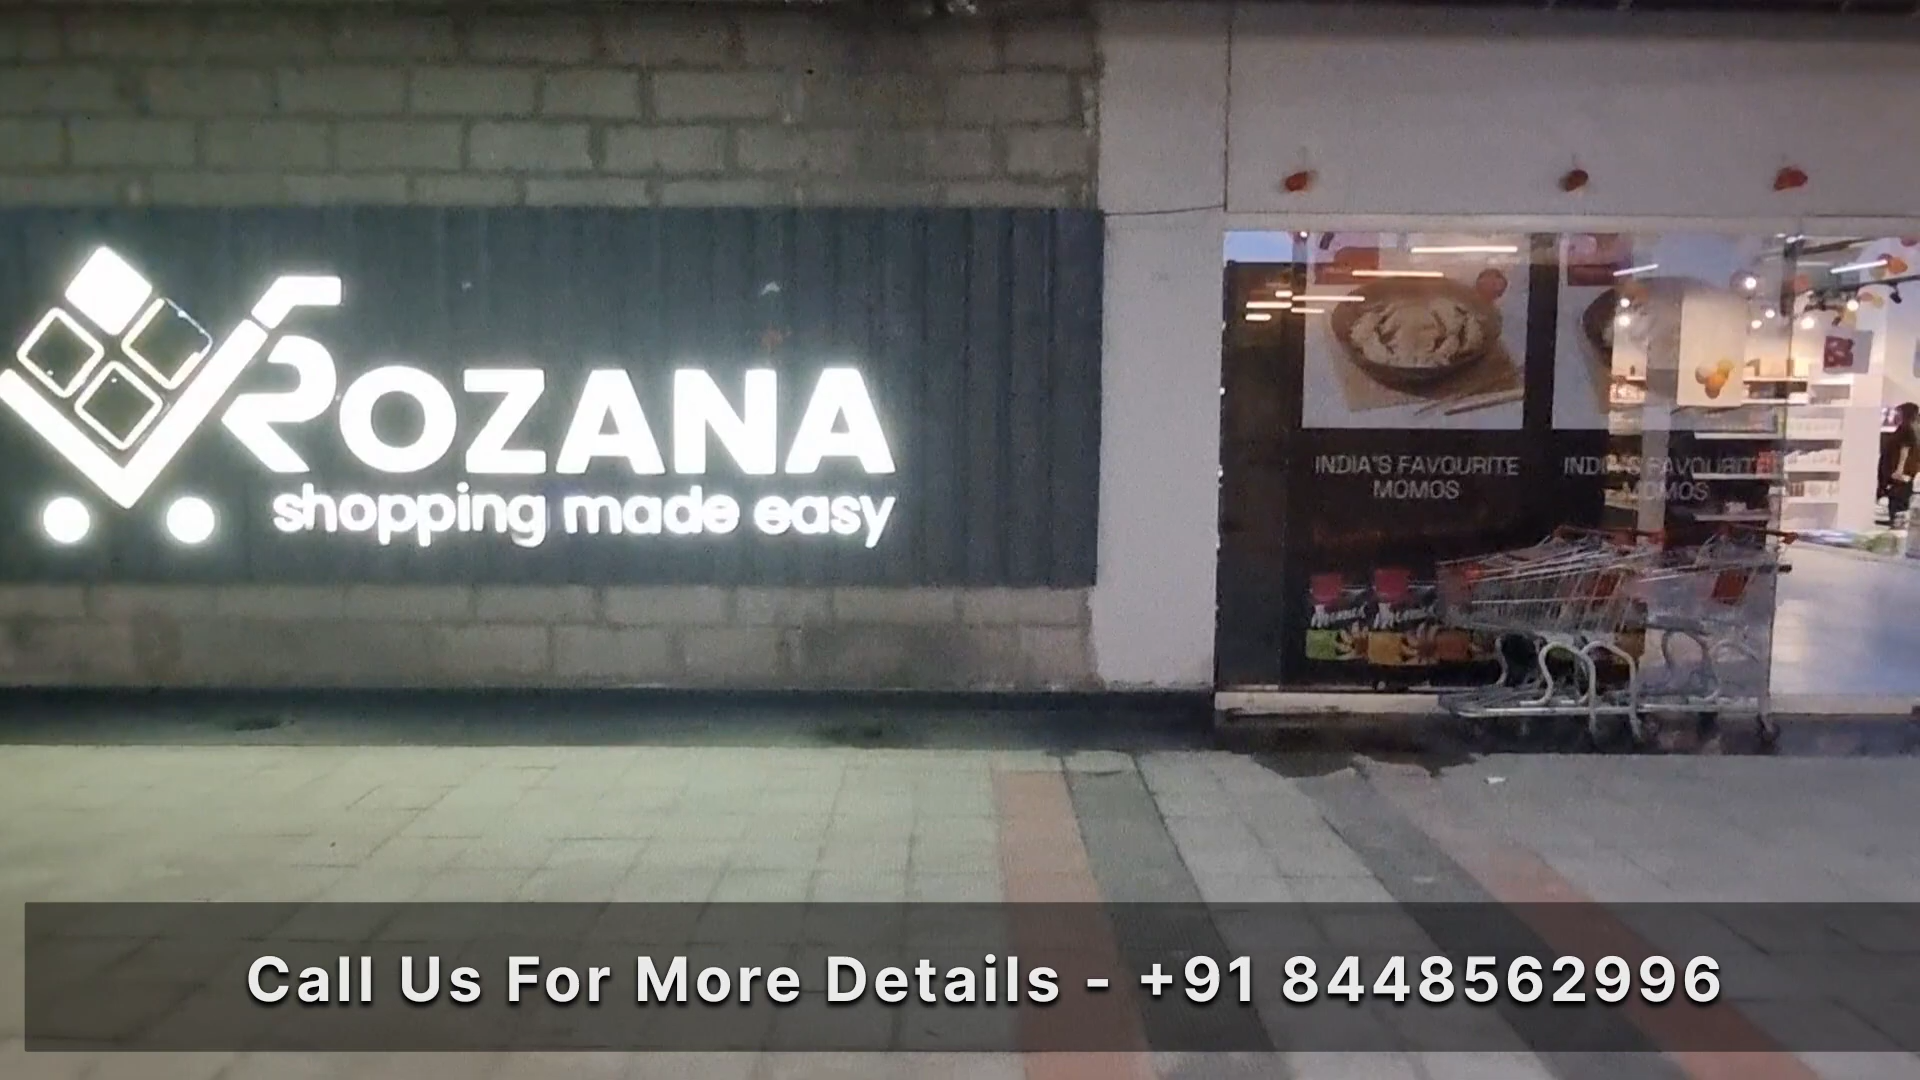 ROZANA
shopping made easy
INDIA'S FAVOURITE
MOMOS
INDIA'S FAVOURITE
MOMOS
Call Us For More Details - +91 8448562996